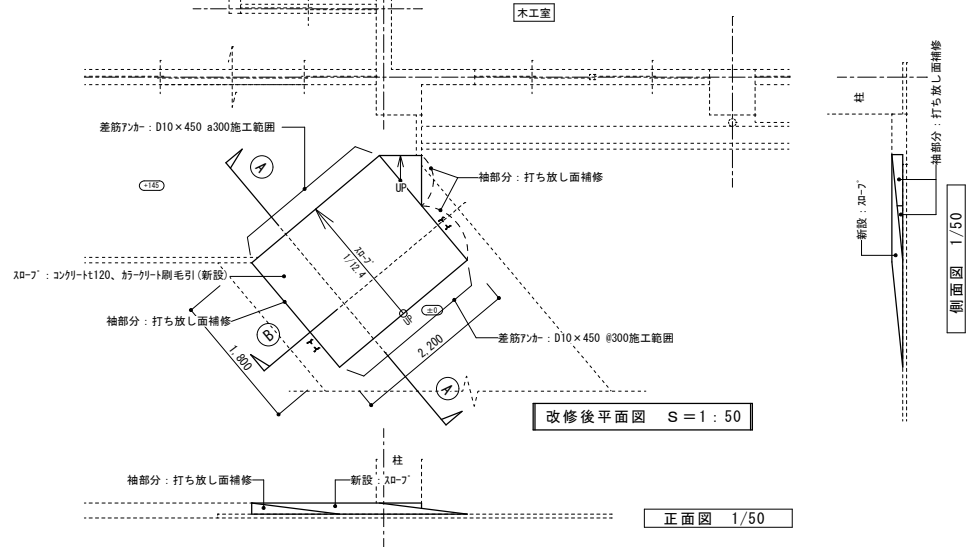 木工室
差筋ｱﾝｶｰ：D10×450 a300施工範囲
A
+145
UP
袖部分：打ち放し面補修
ｽﾛｰﾌﾟ
1/12.4
ｽﾛｰﾌﾟ：ｺﾝｸﾘｰﾄt120、ｶﾗｰｸﾘｰﾄ刷毛引(新設)
±0
袖部分：打ち放し面補修
B
差筋ｱﾝｶｰ：D10×450 @300施工範囲
1,800
2,200
A
改修後平面図 S＝1：50
柱
袖部分：打ち放し面補修
新設：ｽﾛｰﾌﾟ
正面図 1/50
柱
袖部分：打ち放し面補修
新設：ｽﾛｰﾌﾟ
側面図 1/50